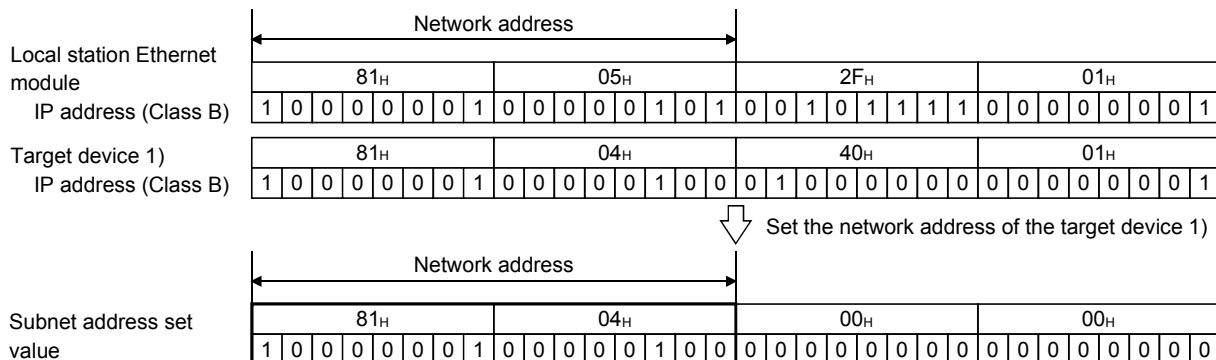 Network address
Local station Ethernet
module
81H 05H 2FH 01H
IP address (Class B) 1 0 0 0 0 0 0 1 0 0 0 0 0 1 0 1 0 0 1 0 1 1 1 1 0 0 0 0 0 0 0 1
Target device 1)
81H 04H 40H 01H
IP address (Class B) 1 0 0 0 0 0 0 1 0 0 0 0 0 1 0 0 0 1 0 0 0 0 0 0 0 0 0 0 0 0 0 1
Set the network address of the target device 1)
Network address
Subnet address set
value
81H 04H 00H 00H
1 0 0 0 0 0 0 1 0 0 0 0 0 1 0 0 0 0 0 0 0 0 0 0 0 0 0 0 0 0 0 0